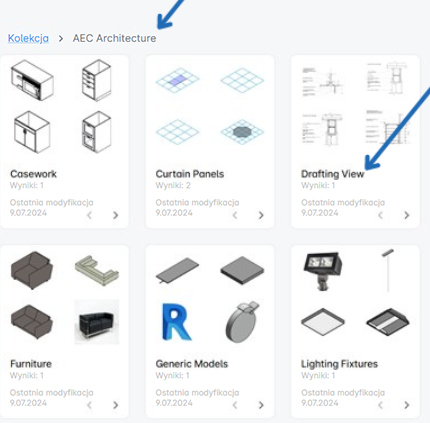 Kolekcja > AEC Architecture
Casework
Wyniki: 1
Ostatnia modyfikacja
9.07.2024
Curtain Panels
Wyniki: 2
Ostatnia modyfikacja
9.07.2024
Drafting View
Wyniki: 1
Ostatnia modyfikacja
9.07.2024
Furniture
Wyniki: 1
Ostatnia modyfikacja
9.07.2024
Generic Models
Wyniki: 1
Ostatnia modyfikacja
9.07.2024
Lighting Fixtures
Wyniki: 1
Ostatnia modyfikacja
9.07.2024